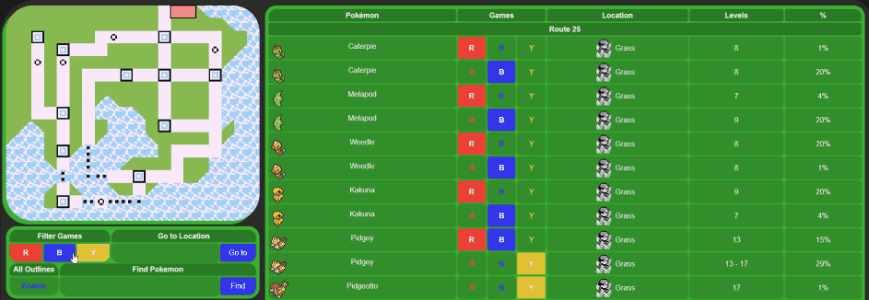 Pokémon Games Location Levels %
Route 25
Caterpie R B Y Grass 8 1%
Caterpie R B Y Grass 8 20%
Metapod R B Y Grass 7 4%
Metapod R B Y Grass 9 20%
Weedle R B Y Grass 8 20%
Weedle R B Y Grass 8 1%
Kakuna R B Y Grass 9 20%
Kakuna R B Y Grass 7 4%
Pidgey R B Y Grass 13 15%
Pidgey R B Y Grass 13 - 17 29%
Pidgeotto R B Y Grass 17 1%
Filter Games Go to Location
R B Y Go to
All Outlines Find Pokemon
Enable Find